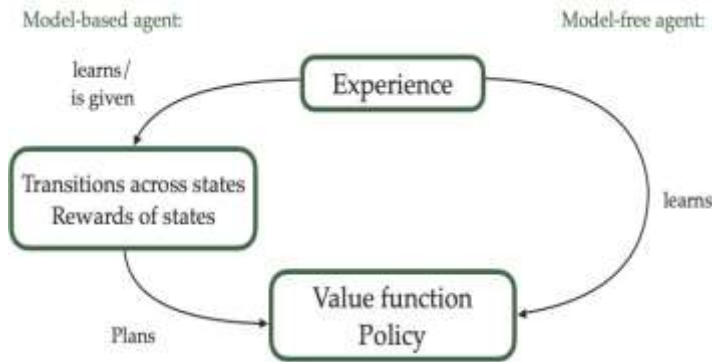 Model-based agent:
Model-free agent:
learns/
is given
Experience
Transitions across states
Rewards of states
learns
Value function
Policy
Plans